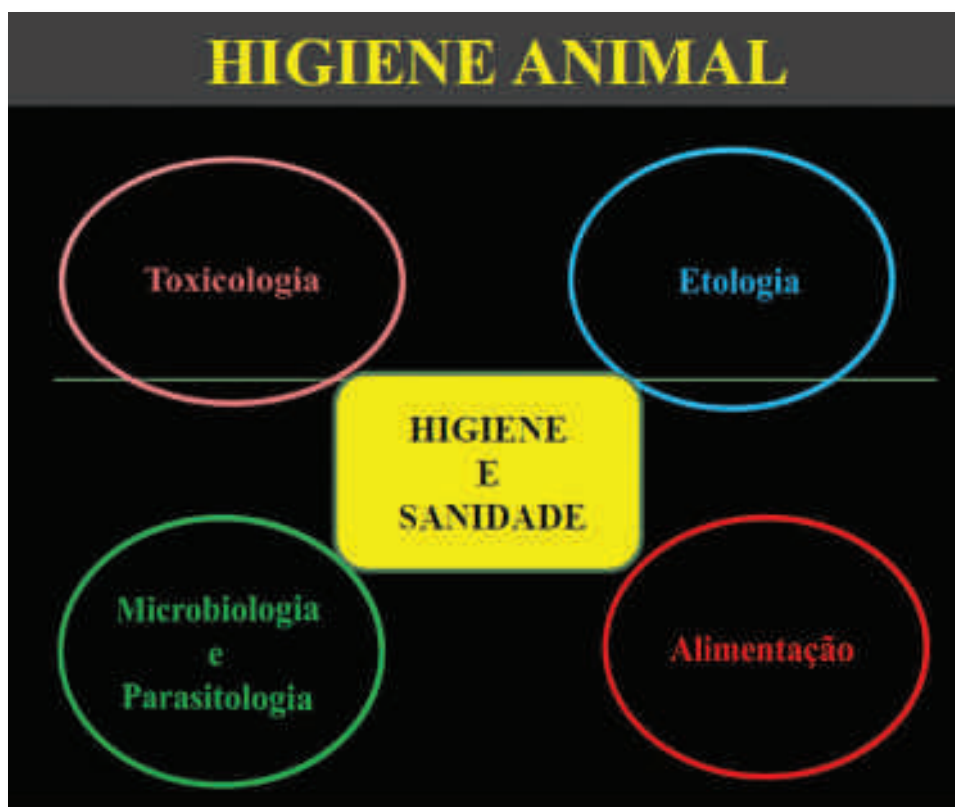 HIGIENE ANIMAL
Toxicologia
Etologia
HIGIENE
E
SANIDADE
Microbiologia
e
Parasitologia
Alimentação